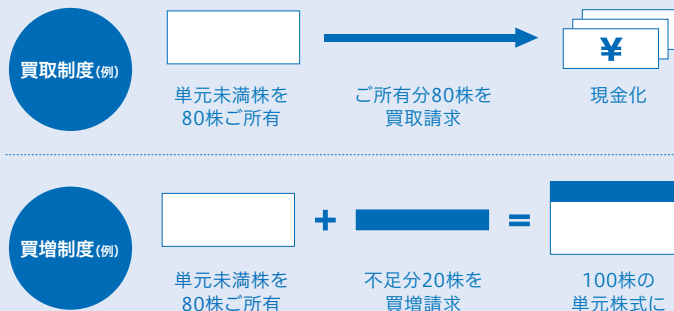 買取制度(例)
¥
単元未満株を
80株ご所有
ご所有分80株を
買取請求
現金化
買増制度(例)
+
=
単元未満株を
80株ご所有
不足分20株を
買増請求
100株の
単元株式に